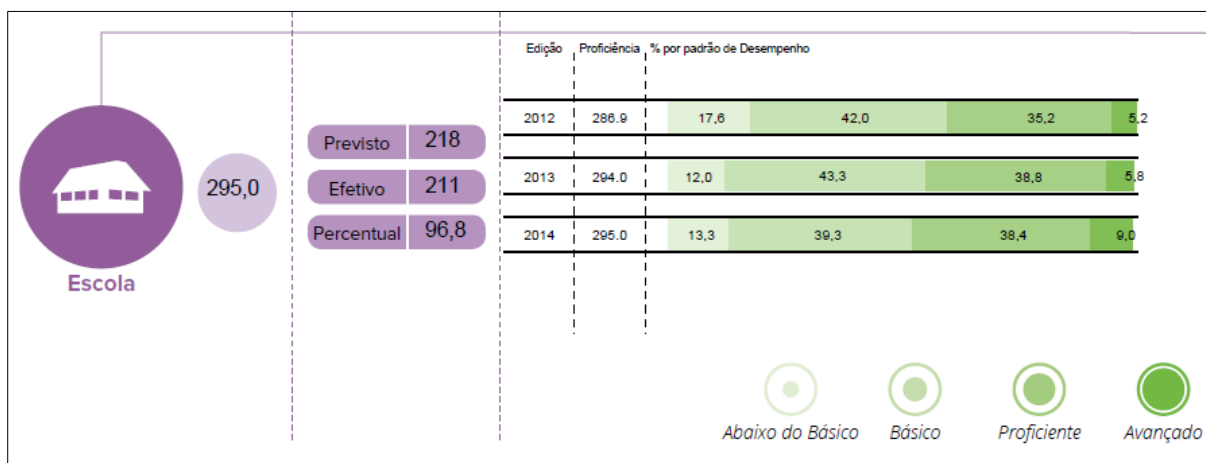 Edição Proficiência % por padrão de Desempenho
2012 286.9 17,6 42,0 35,2 5,2
Previsto 218
295,0
Efetivo 211
2013 294.0 12,0 43,3 38,8 5,8
Percentual 96,8
2014 295.0 13,3 39,3 38,4 9,0
Escola
Abaixo do Básico Básico Proficiente Avançado